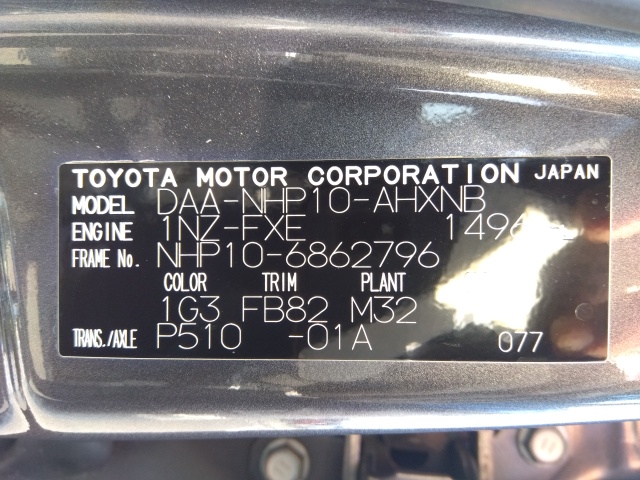 TOYOTA MOTOR CORPORATION JAPAN
MODEL DAA-NHP10-AHXNB
ENGINE 1NZ-FXE
FRAME No. NHP10-6862796
COLOR TRIM PLANT
1G3 FB82 M32
TRANS./AXLE P510 -01A 077